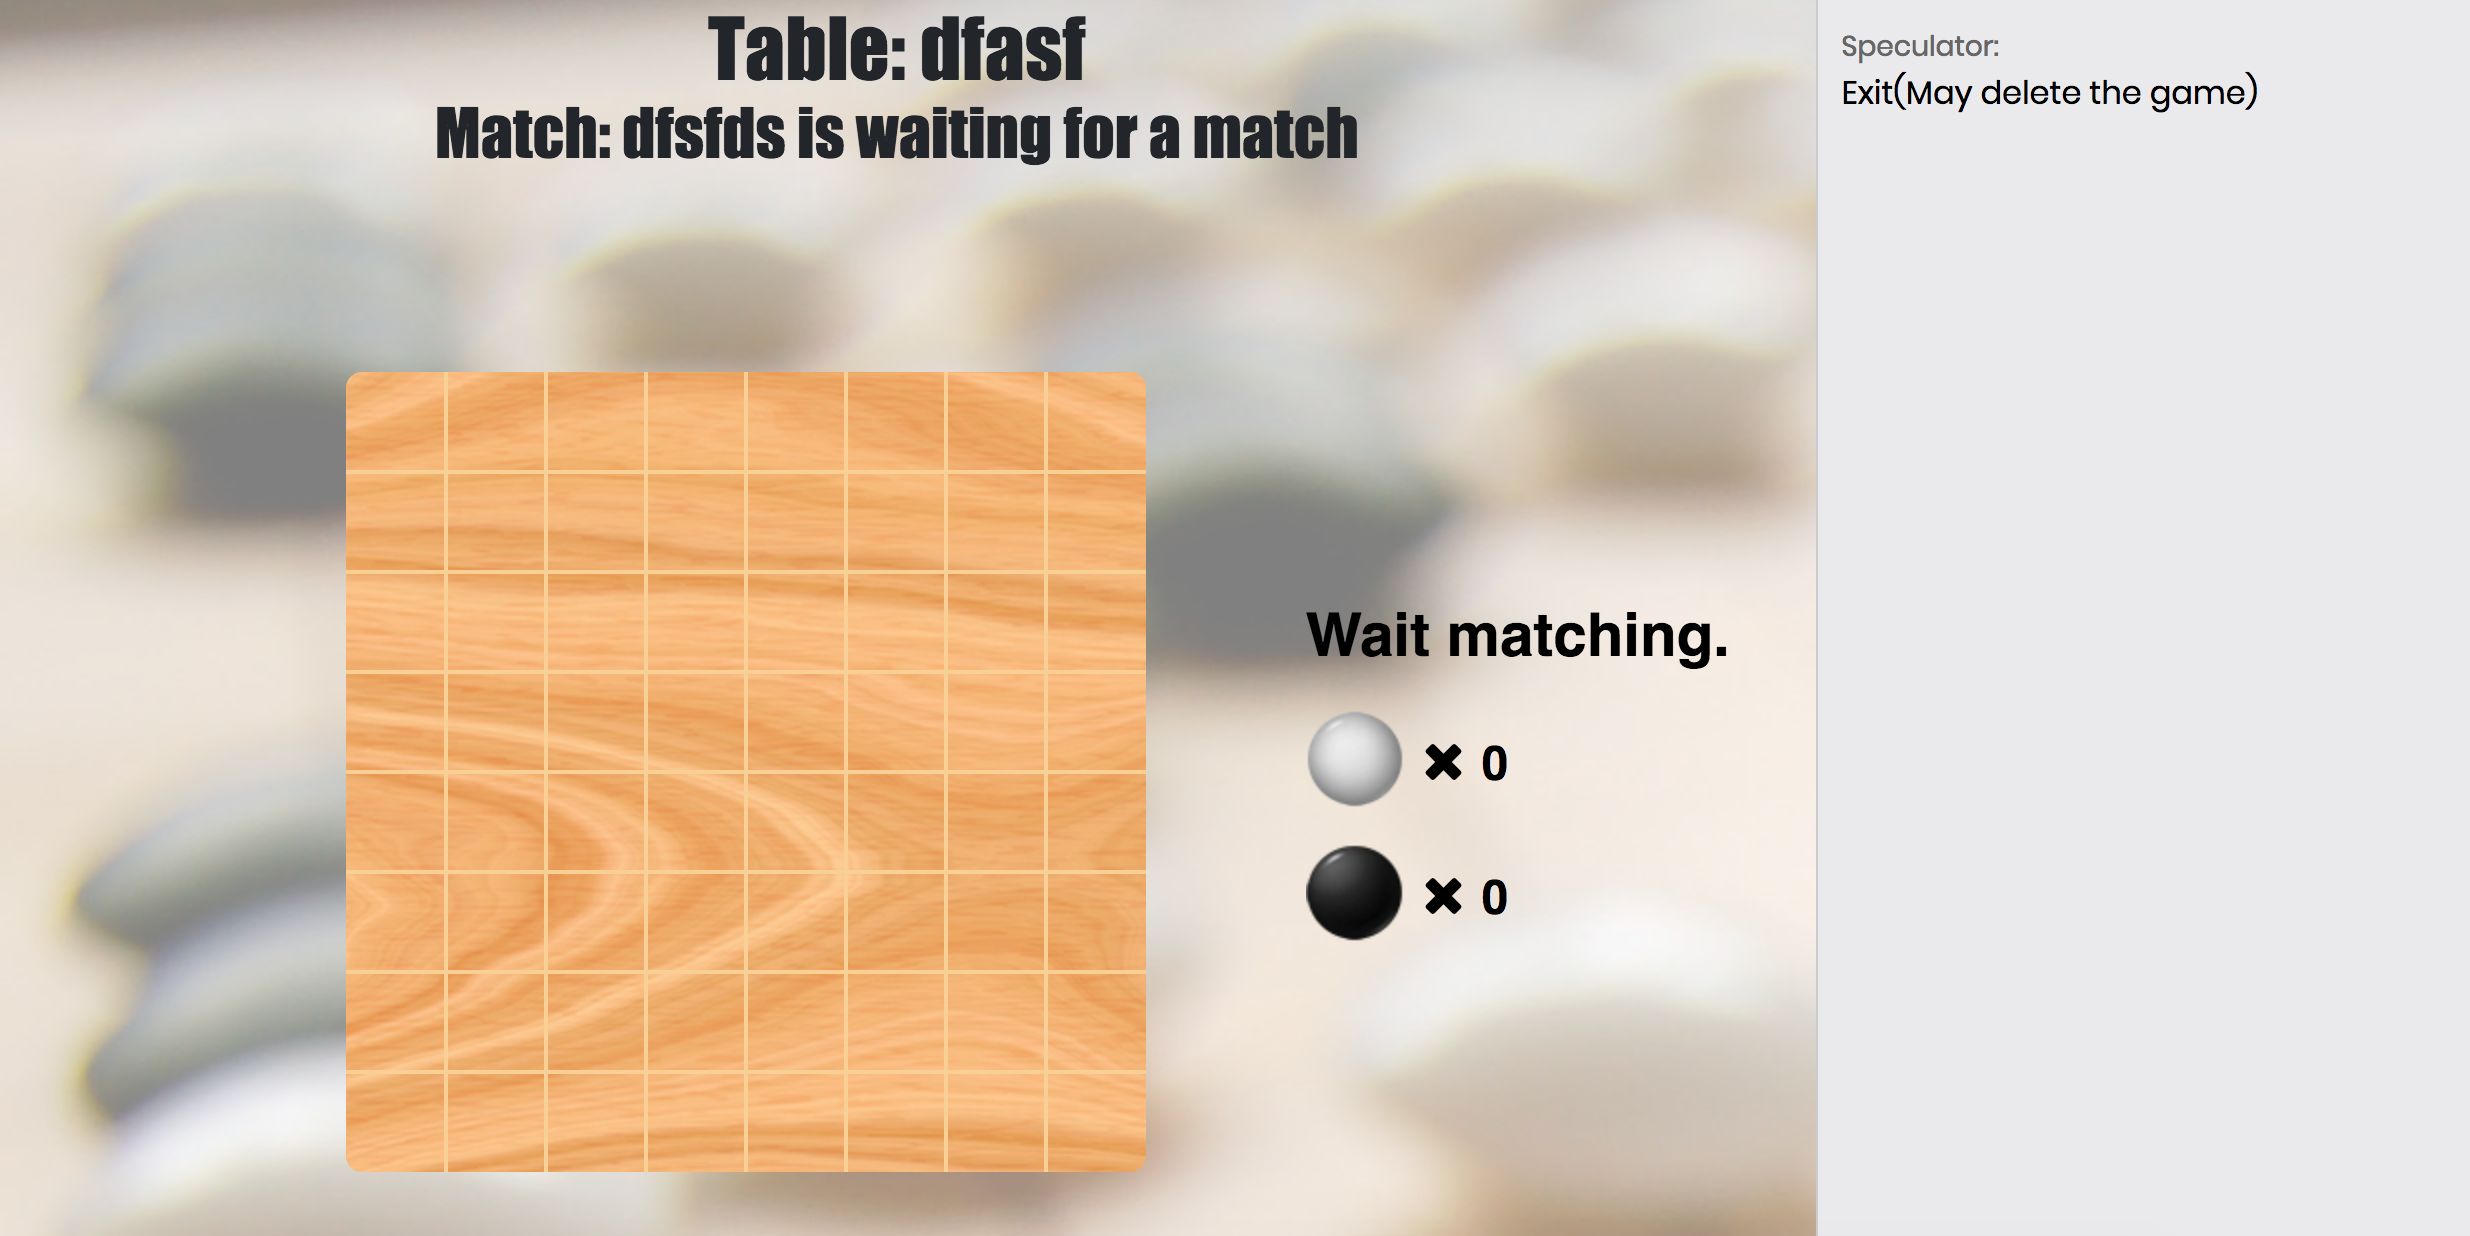 Table: dfasf
Match: dfsfds is waiting for a match
Speculator:
Exit(May delete the game)
Wait matching.
✖ 0
✖ 0